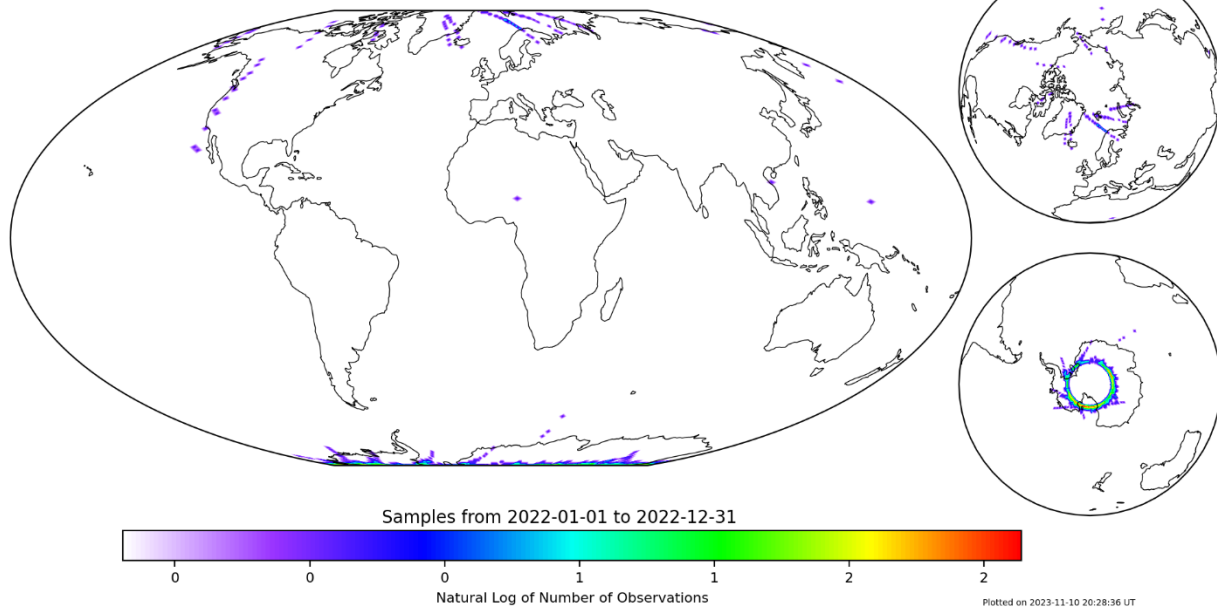 Samples from 2022-01-01 to 2022-12-31
0 0 0 1 1 2 2
Natural Log of Number of Observations
Plotted on 2023-11-10 20:28:36 UT